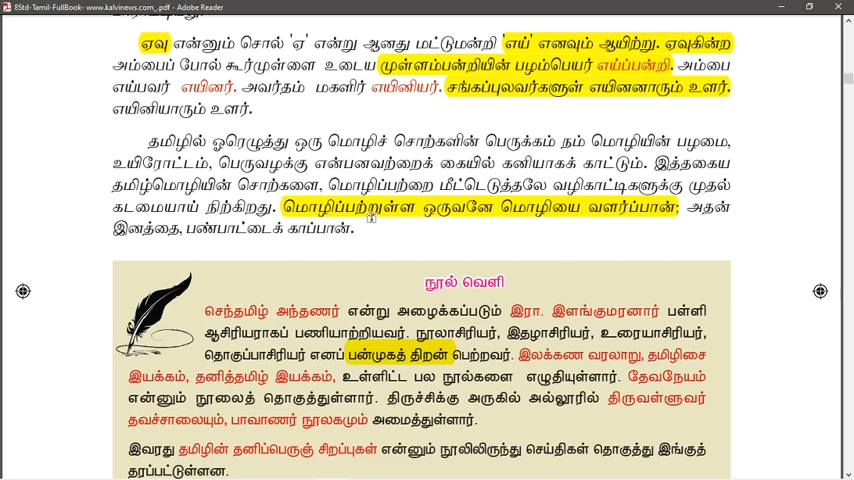 8Std-Tamil-FullBook- www.kalvinews.com_.pdf - Adobe Reader
ஏவு என்னும் சொல் 'ஏ' என்று ஆனது மட்டுமன்றி 'எய்' எனவும் ஆயிற்று. ஏவுகின்ற
அம்பைப் போல் கூர்முள்ளை உடைய முள்ளம்பன்றியின் பழம்பெயர் எய்ப்பன்றி. அம்பை
எய்பவர் எயினர். அவர்தம் மகளிர் எயினியர். சங்கப்புலவர்களுள் எயினனாரும் உளர்.
எயினியாரும் உளர்.
தமிழில் ஓரெழுத்து ஒரு மொழிச் சொற்களின் பெருக்கம் நம் மொழியின் பழமை,
உயிரோட்டம், பெருவழக்கு என்பனவற்றைக் கையில் கனியாகக் காட்டும். இத்தகைய
தமிழ்மொழியின் சொற்களை, மொழிப்பற்றை மீட்டெடுத்தலே வழிகாட்டிகளுக்கு முதல்
கடமையாய் நிற்கிறது. மொழிப்பற்றுள்ள ஒருவனே மொழியை வளர்ப்பான்; அதன்
இனத்தை, பண்பாட்டைக் காப்பான்.
நூல் வெளி
செந்தமிழ் அந்தணர் என்று அழைக்கப்படும் இரா. இளங்குமரனார் பள்ளி
ஆசிரியராகப் பணியாற்றியவர். நூலாசிரியர், இதழாசிரியர், உரையாசிரியர்,
தொகுப்பாசிரியர் எனப் பன்முகத் திறன் பெற்றவர். இலக்கண வரலாறு, தமிழிசை
இயக்கம், தனித்தமிழ் இயக்கம், உள்ளிட்ட பல நூல்களை எழுதியுள்ளார். தேவநேயம்
என்னும் நூலைத் தொகுத்துள்ளார். திருச்சிக்கு அருகில் அல்லூரில் திருவள்ளுவர்
தவச்சாலையும், பாவாணர் நூலகமும் அமைத்துள்ளார்.
இவரது தமிழின் தனிப்பெருஞ் சிறப்புகள் என்னும் நூலிலிருந்து செய்திகள் தொகுத்து இங்குத்
தரப்பட்டுள்ளன.